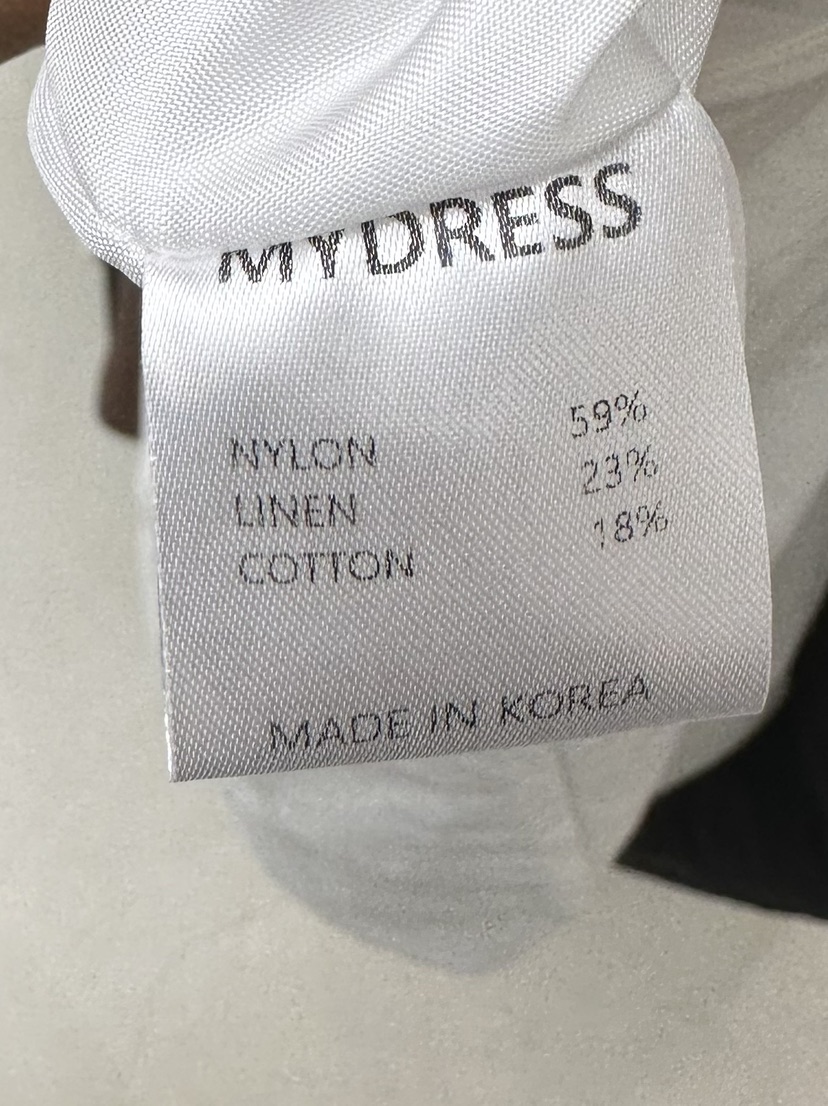 MYDRESS
NYLON 59%
LINEN 23%
COTTON 18%
MADE IN KOREA